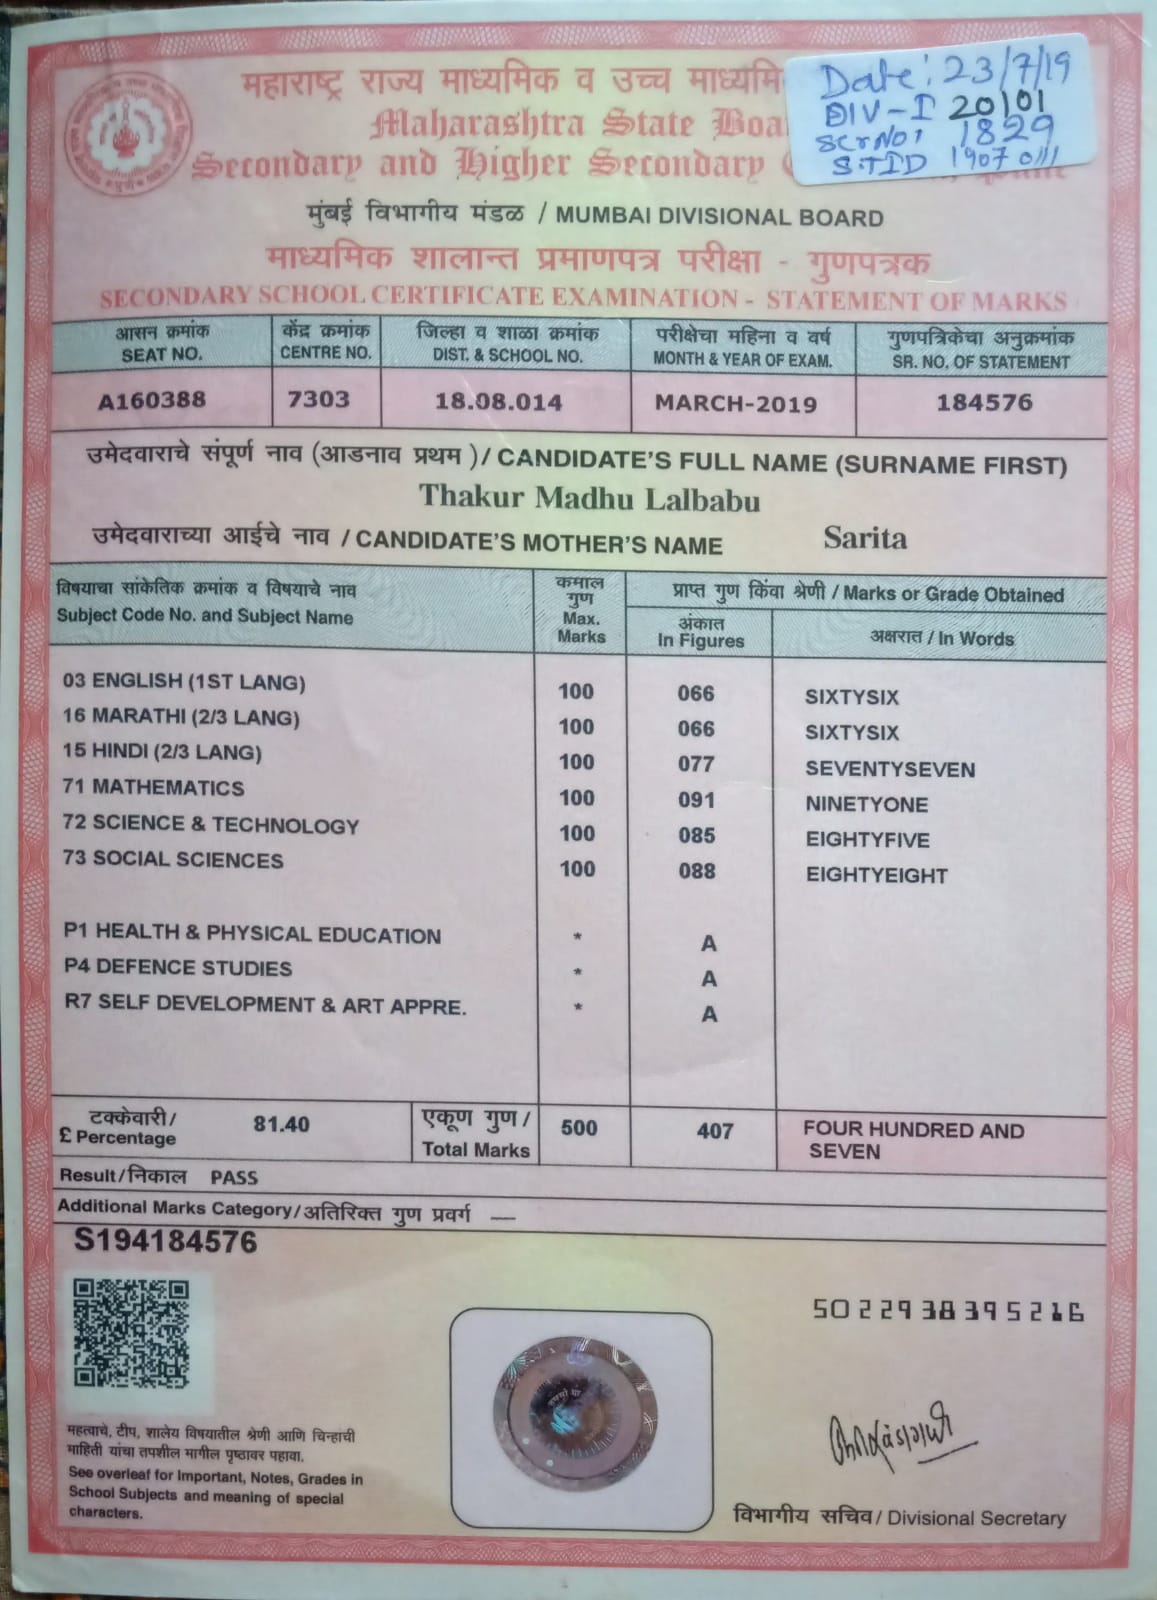 Date: 23/7/19
DIV-I 20101
Scr No: 1829
S.T ID 1907 0111
महाराष्ट्र राज्य माध्यमिक व उच्च
Maharashtra State
Secondary and Higher Secondary
मुंबई विभागीय मंडळ / MUMBAI DIVISIONAL BOARD
माध्यमिक शालान्त प्रमाणपत्र परीक्षा - गुणपत्रक
SECONDARY SCHOOL CERTIFICATE EXAMINATION - STATEMENT OF MARKS
आसन क्रमांक केंद्र क्रमांक जिल्हा व शाळा क्रमांक परीक्षेचा महिना व वर्ष गुणपत्रिकेचा अनुक्रमांक
SEAT NO. CENTRE NO. DIST. & SCHOOL NO. MONTH & YEAR OF EXAM. SR. NO. OF STATEMENT
A160388 7303 18.08.014 MARCH-2019 184576
उमेदवाराचे संपूर्ण नाव (आडनाव प्रथम ) / CANDIDATE'S FULL NAME (SURNAME FIRST)
Thakur Madhu Lalbabu
उमेदवाराच्या आईचे नाव / CANDIDATE'S MOTHER'S NAME Sarita
विषयाचा सांकेतिक क्रमांक व विषयाचे नाव
Subject Code No. and Subject Name
कमाल
गुण
Max.
Marks
प्राप्त गुण किंवा श्रेणी / Marks or Grade Obtained
अंकात
In Figures
अक्षरात / In Words
03 ENGLISH (1ST LANG) 100 066 SIXTYSIX
16 MARATHI (2/3 LANG) 100 066 SIXTYSIX
15 HINDI (2/3 LANG) 100 077 SEVENTYSEVEN
71 MATHEMATICS 100 091 NINETYONE
72 SCIENCE & TECHNOLOGY 100 085 EIGHTYFIVE
73 SOCIAL SCIENCES 100 088 EIGHTYEIGHT
P1 HEALTH & PHYSICAL EDUCATION * A
P4 DEFENCE STUDIES * A
R7 SELF DEVELOPMENT & ART APPRE. * A
टक्केवारी /
£ Percentage
81.40
एकूण गुण /
Total Marks
500 407 FOUR HUNDRED AND
SEVEN
Result/निकाल PASS
Additional Marks Category/अतिरिक्त गुण प्रवर्ग —
S194184576
5022938395216
महत्वाचे, टीप, शालेय विषयातील श्रेणी आणि चिन्हांची
माहिती यांचा तपशील मागील पृष्ठावर पहावा.
See overleaf for Important, Notes, Grades in
School Subjects and meaning of special
characters.
विभागीय सचिव / Divisional Secretary